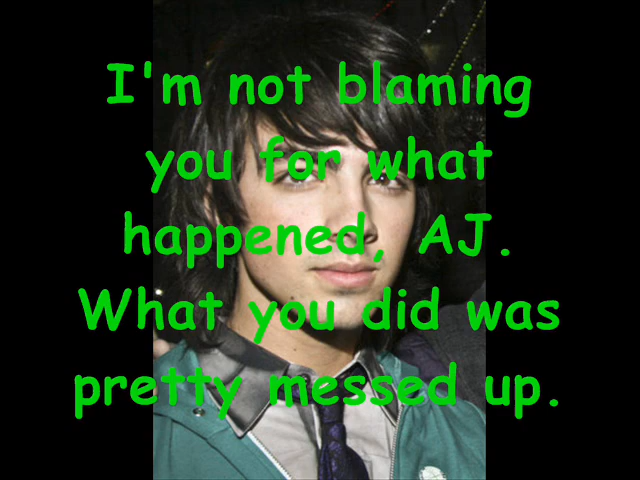 I'm not blaming
you for what
happened, AJ.
What you did was
pretty messed up.